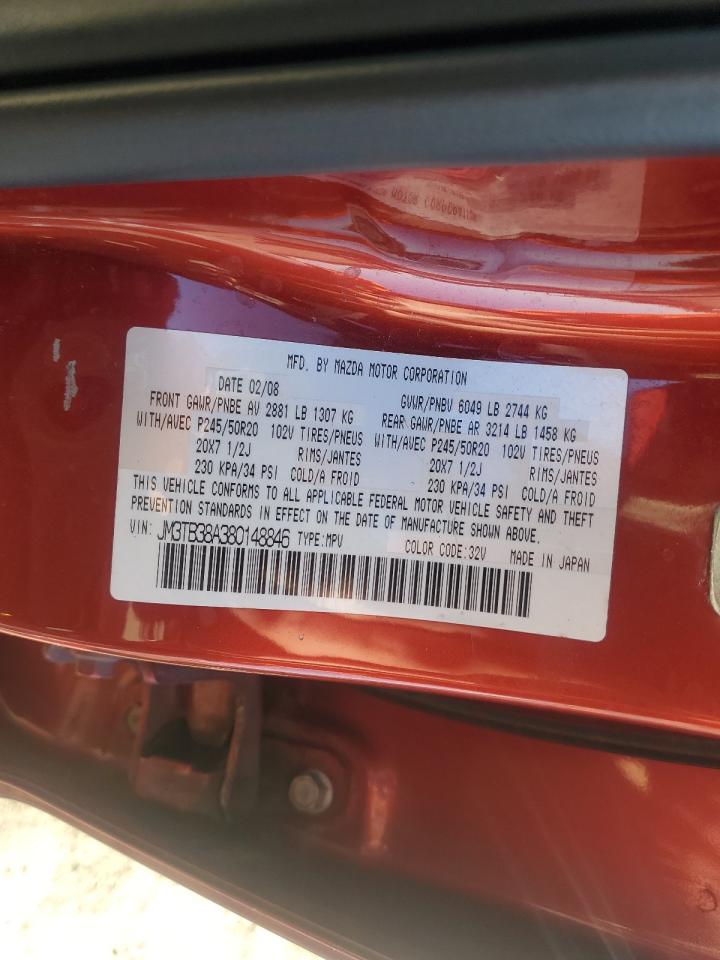 MFD. BY MAZDA MOTOR CORPORATION
DATE 02/08 GVWR/PNBV 6049 LB 2744 KG
FRONT GAWR/PNBE AV 2881 LB 1307 KG REAR GAWR/PNBE AR 3214 LB 1458 KG
WITH/AVEC P245/50R20 102V TIRES/PNEUS WITH/AVEC P245/50R20 102V TIRES/PNEUS
20X7 1/2J RIMS/JANTES 20X7 1/2J RIMS/JANTES
230 KPA/34 PSI COLD/A FROID 230 KPA/34 PSI COLD/A FROID
THIS VEHICLE CONFORMS TO ALL APPLICABLE FEDERAL MOTOR VEHICLE SAFETY AND THEFT
PREVENTION STANDARDS IN EFFECT ON THE DATE OF MANUFACTURE SHOWN ABOVE.
VIN: JM3TB38A380148846 TYPE:MPV COLOR CODE:32V MADE IN JAPAN